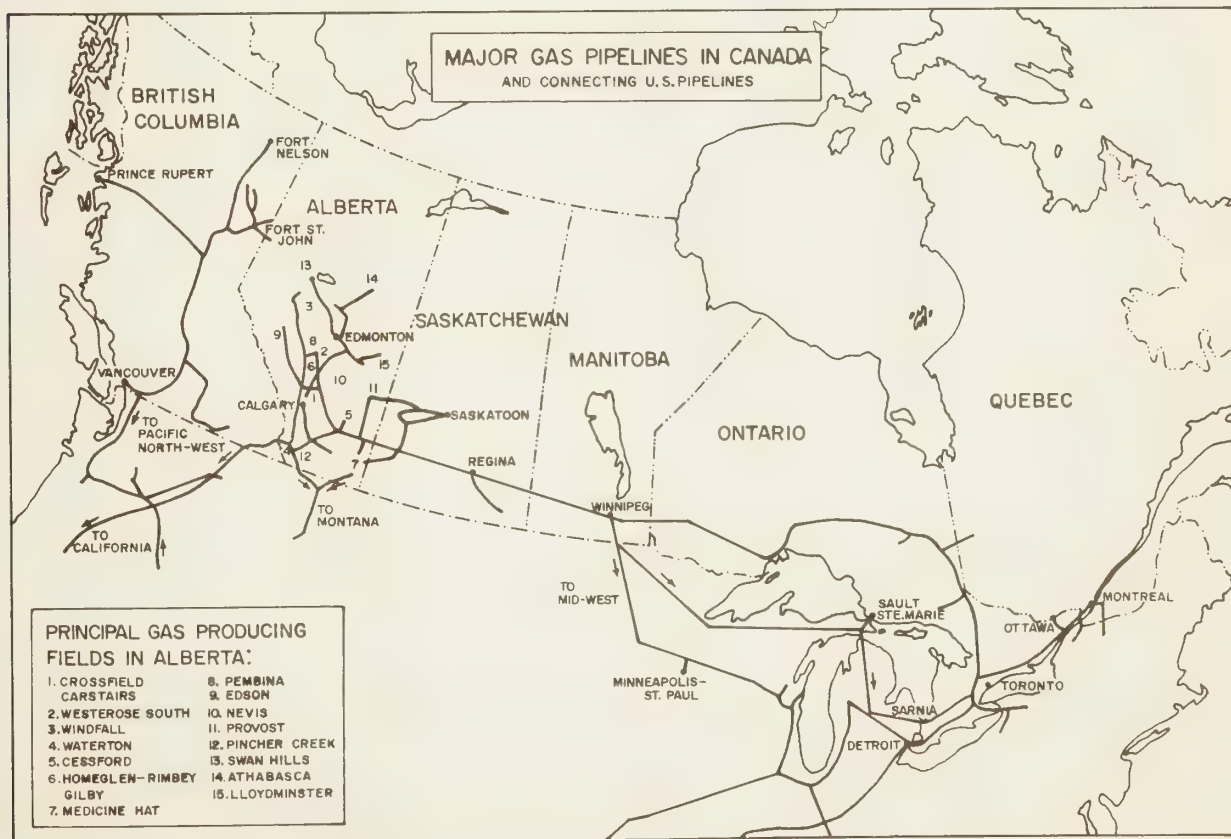 MAJOR GAS PIPELINES IN CANADA
AND CONNECTING U.S. PIPELINES
BRITISH
COLUMBIA
FORT
NELSON
PRINCE RUPERT
ALBERTA
FORT ST.
JOHN
13
14
3
SASKATCHEWAN
9
EDMONTON
8
2
15
6
MANITOBA
VANCOUVER
10
11
1
CALGARY
QUEBEC
5
SASKATOON
TO
PACIFIC
NORTH-WEST
ONTARIO
4
12
7
REGINA
WINNIPEG
TO
MONTANA
TO
CALIFORNIA
TO
MID-WEST
SAULT
STE. MARIE
MONTREAL
OTTAWA
MINNEAPOLIS-
ST. PAUL
TORONTO
SARNIA
DETROIT
PRINCIPAL GAS PRODUCING
FIELDS IN ALBERTA:
1. CROSSFIELD
CARSTAIRS
2. WESTEROSE SOUTH
3. WINDFALL
4. WATERTON
5. CESSFORD
6. HOMEGLEN-RIMBEY
GILBY
7. MEDICINE HAT
8. PEMBINA
9. EDSON
10. NEVIS
11. PROVOST
12. PINCHER CREEK
13. SWAN HILLS
14. ATHABASCA
15. LLOYDMINSTER